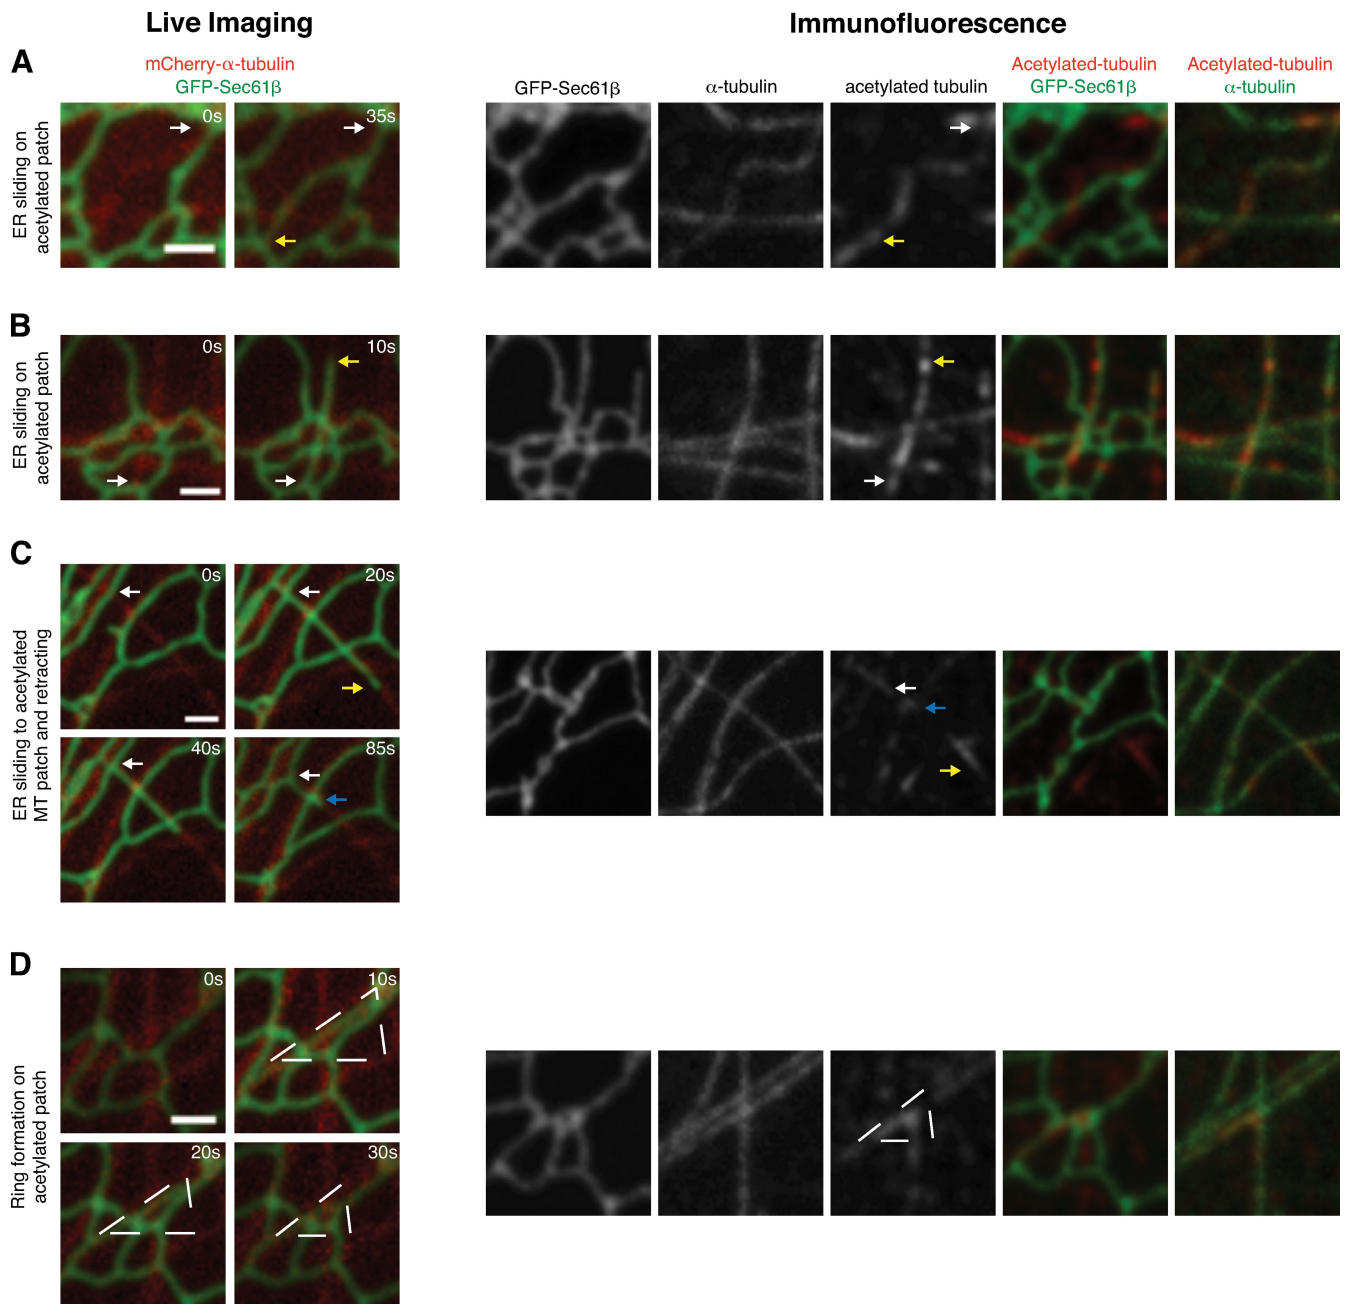 Live Imaging
Immunofluorescence
A
mCherry-α-tubulin
GFP-Sec61β
GFP-Sec61β
α-tubulin
acetylated tubulin
Acetylated-tubulin
GFP-Sec61β
Acetylated-tubulin
α-tubulin
ER sliding on
acetylated patch
0s
35s
B
ER sliding on
acetylated patch
0s
10s
C
ER sliding to acetylated
MT patch and retracting
0s
20s
40s
85s
D
Ring formation on
acetylated patch
0s
10s
20s
30s